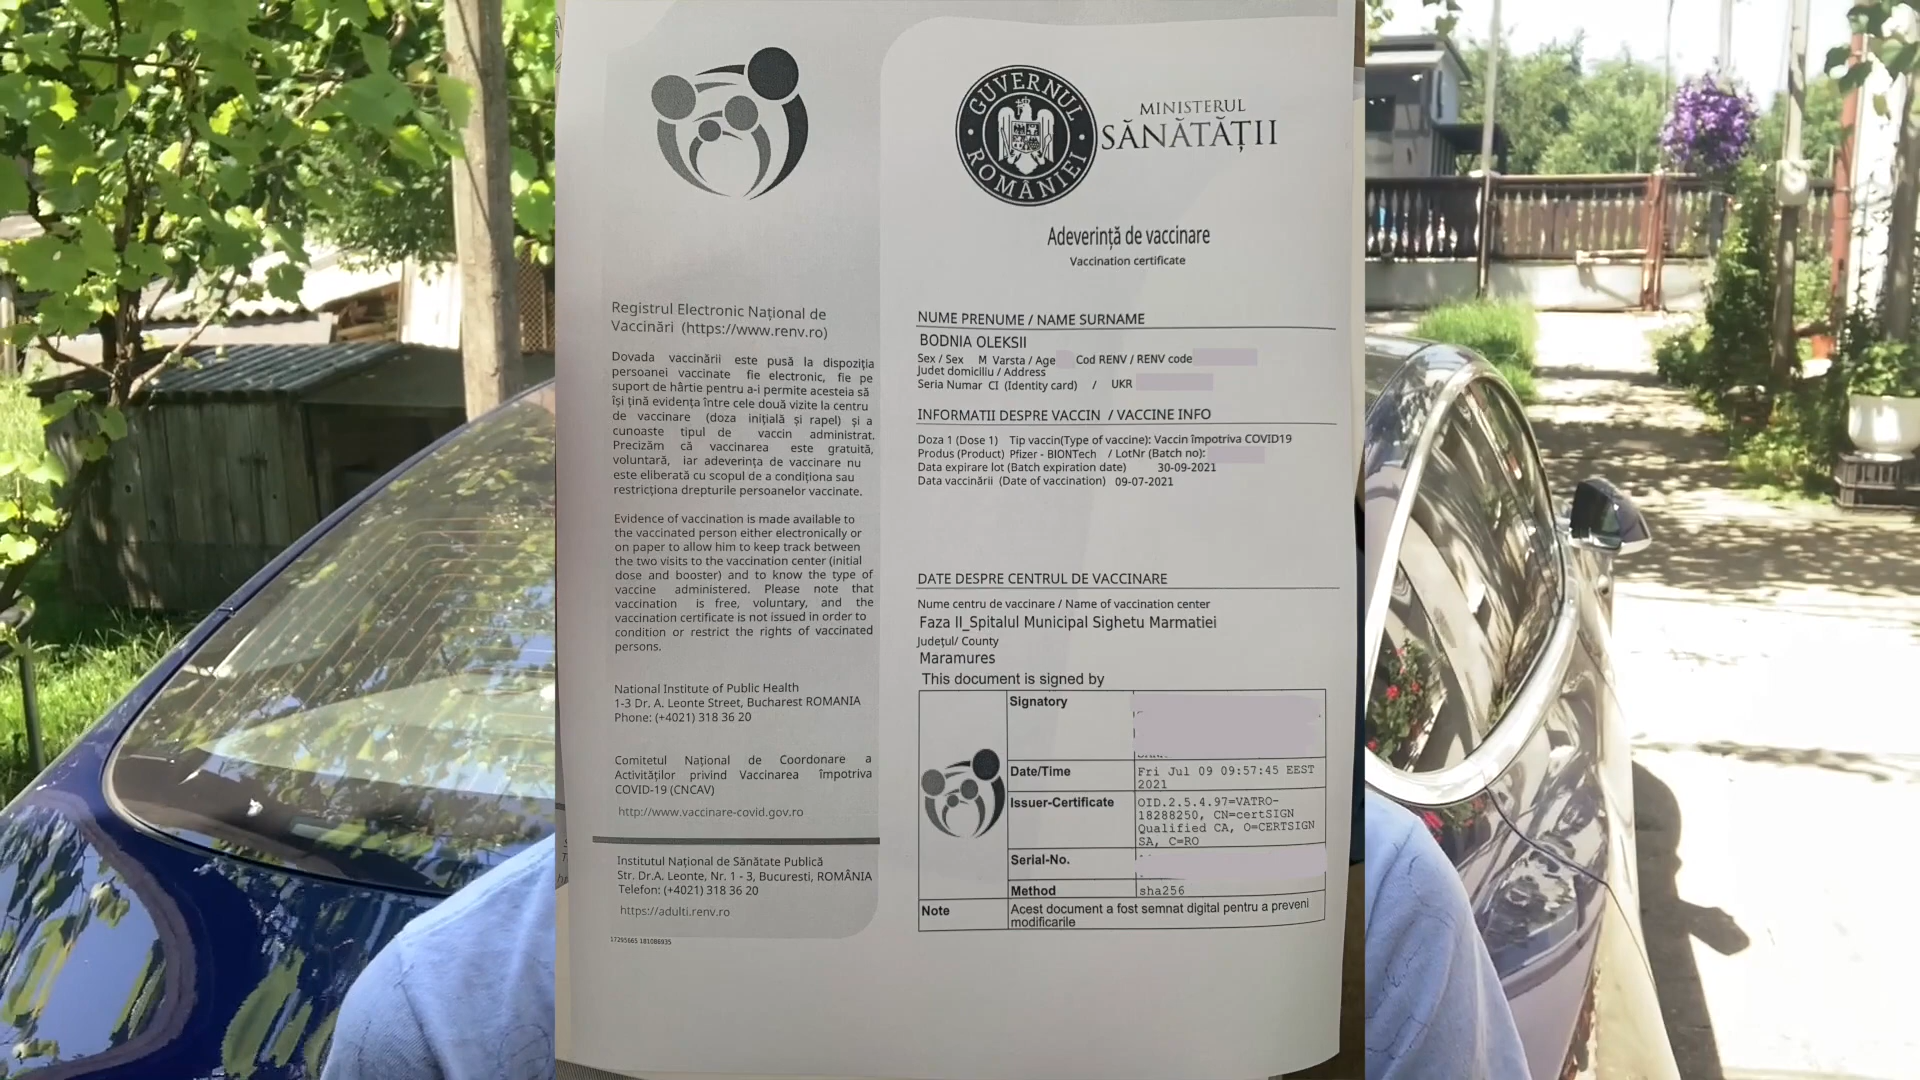 Registrul Electronic Național de
Vaccinări (https://www.renv.ro)
Dovada vaccinării este pusă la dispoziția
persoanei vaccinate fie electronic, fie pe
suport de hârtie pentru a-i permite acesteia să
își țină evidența între cele două vizite la centru
de vaccinare (doza inițială și rapel) și a
cunoaste tipul de vaccin administrat.
Precizăm că vaccinarea este gratuită,
voluntară, iar adeverința de vaccinare nu
este eliberată cu scopul de a condiționa sau
restricționa drepturile persoanelor vaccinate.
Evidence of vaccination is made available to
the vaccinated person either electronically or
on paper to allow him to keep track between
the two visits to the vaccination center (initial
dose and booster) and to know the type of
vaccine administered. Please note that
vaccination is free, voluntary, and the
vaccination certificate is not issued in order to
condition or restrict the rights of vaccinated
persons.
National Institute of Public Health
1-3 Dr. A. Leonte Street, Bucharest ROMANIA
Phone: (+4021) 318 36 20
Comitetul Național de Coordonare a
Activităților privind Vaccinarea împotriva
COVID-19 (CNCAV)
http://www.vaccinare-covid.gov.ro
Institutul Național de Sănătate Publică
Str. Dr.A. Leonte, Nr. 1 - 3, Bucuresti, ROMÂNIA
Telefon: (+4021) 318 36 20
https://adulti.renv.ro
17295665 181086935
GUVERNUL ROMÂNIEI
MINISTERUL
SĂNĂTĂȚII
Adeverință de vaccinare
Vaccination certificate
NUME PRENUME / NAME SURNAME
BODNIA OLEKSII
Sex / Sex M Varsta / Age Cod RENV / RENV code
Judet domiciliu / Address
Seria Numar CI (Identity card) / UKR
INFORMATII DESPRE VACCIN / VACCINE INFO
Doza 1 (Dose 1) Tip vaccin(Type of vaccine): Vaccin împotriva COVID19
Produs (Product) Pfizer - BIONTech / LotNr (Batch no):
Data expirare lot (Batch expiration date) 30-09-2021
Data vaccinării (Date of vaccination) 09-07-2021
DATE DESPRE CENTRUL DE VACCINARE
Nume centru de vaccinare / Name of vaccination center
Faza II_Spitalul Municipal Sighetu Marmatiei
Județul/ County
Maramures
This document is signed by
Signatory
Date/Time Fri Jul 09 09:57:45 EEST
2021
Issuer-Certificate OID.2.5.4.97=VATRO-
18288250, CN=certSIGN
Qualified CA, O=CERTSIGN
SA, C=RO
Serial-No.
Method sha256
Note Acest document a fost semnat digital pentru a preveni
modificarile